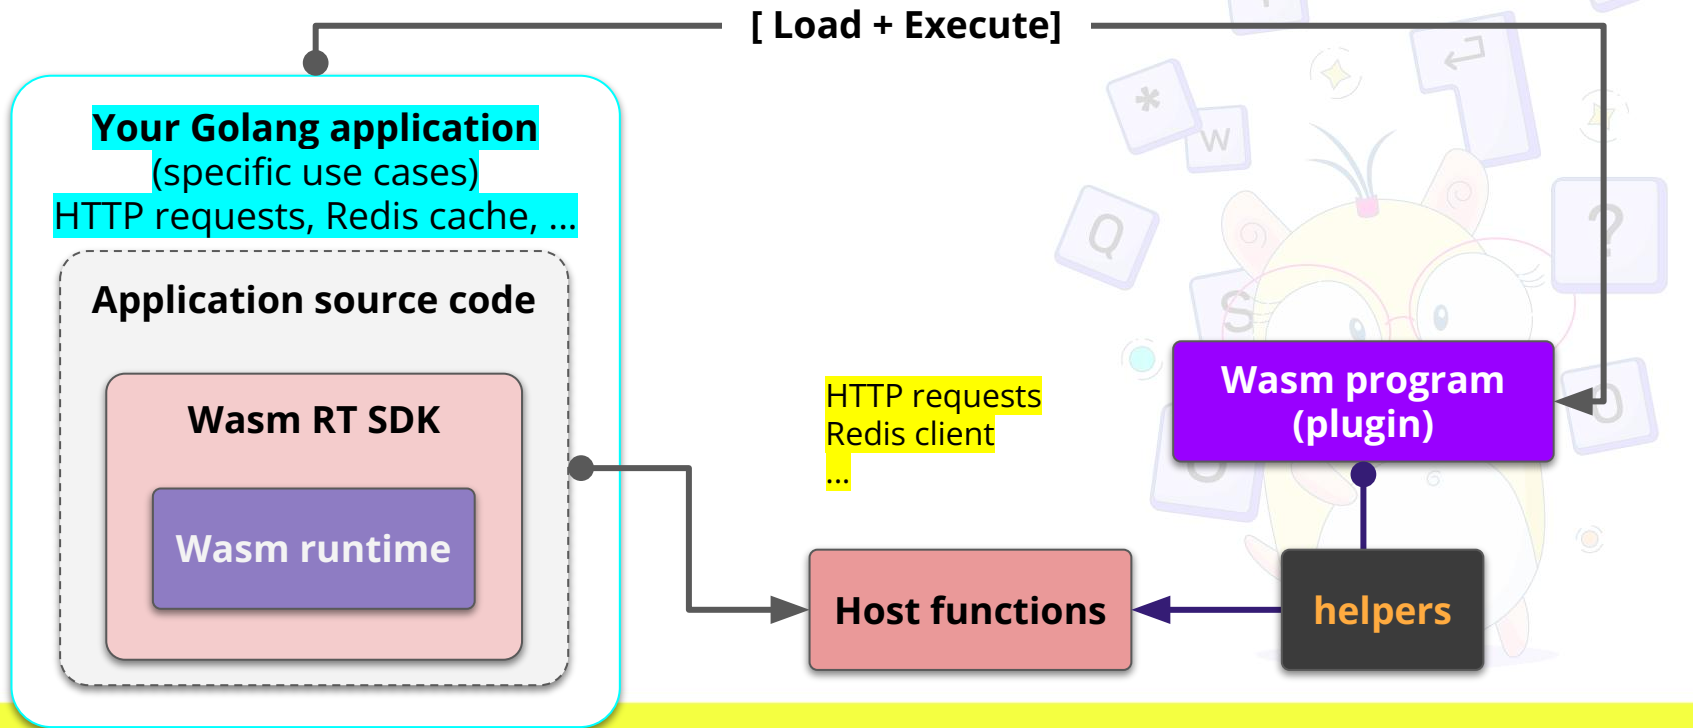 [ Load + Execute]
Your Golang application
(specific use cases)
HTTP requests, Redis cache, ...
Application source code
Wasm RT SDK
Wasm runtime
HTTP requests
Redis client
...
Host functions
Wasm program
(plugin)
helpers
*
W
Q
S
?
O